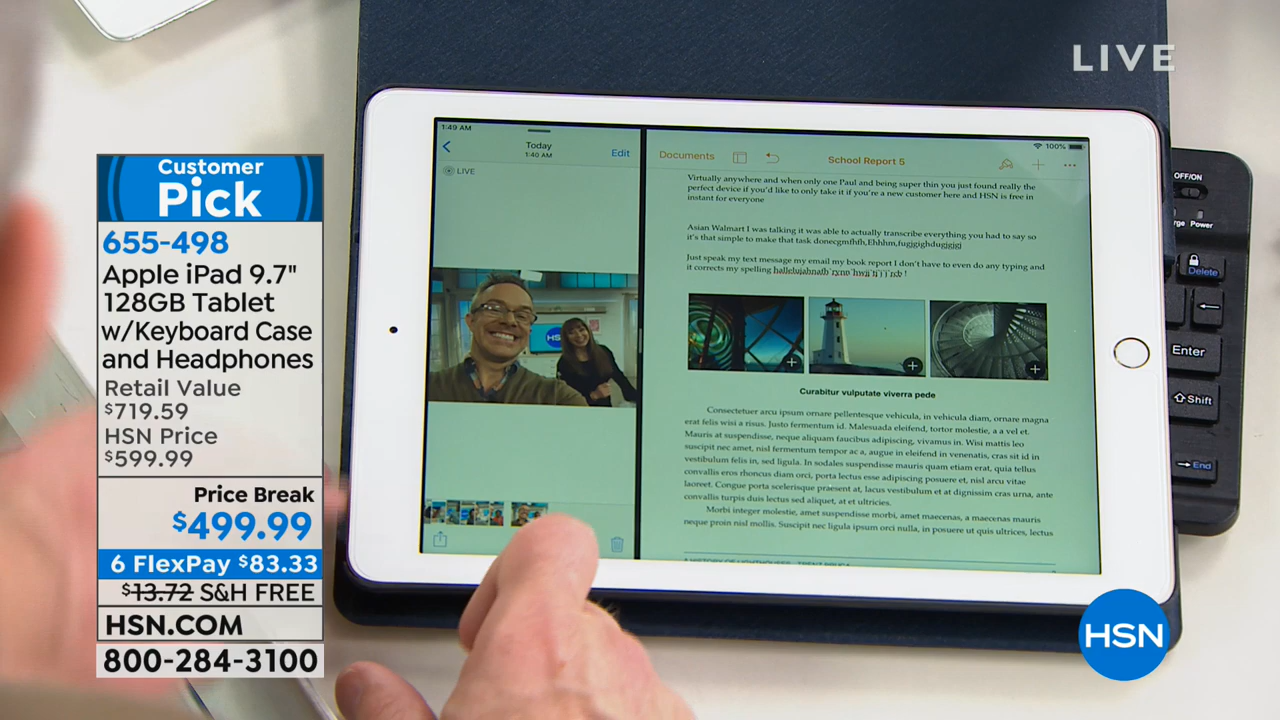 LIVE
Customer
Pick
655-498
Apple iPad 9.7"
128GB Tablet
w/Keyboard Case
and Headphones
Retail Value
$719.59
HSN Price
$599.99
Price Break
$499.99
6 FlexPay $83.33
$13.72 S&H FREE
HSN.COM
800-284-3100
1:49 AM
Today
1:40 AM
Edit
LIVE
100%
Documents
School Report 5
Virtually anywhere and when only one Paul and being super thin you just found really the
perfect device if you'd like to only take it if you're a new customer here and HSN is free in
instant for everyone
Asian Walmart I was talking it was able to actually transcribe everything you had to say so
it's that simple to make that task donecgmfhfh,Ehhhm,fugigighdugigigi
Just speak my text message my email my book report I don't have to even do any typing and
it corrects my spelling
Curabitur vulputate viverra pede
Consectetuer arcu ipsum ornare pellentesque vehicula, in vehicula diam, ornare magna
erat felis wisi a risus. Justo fermentum id. Malesuada eleifend, tortor molestie, a a vel et.
Mauris at suspendisse, neque aliquam faucibus adipiscing, vivamus in. Wisi mattis leo
suscipit nec amet, nisl fermentum tempor ac a, augue in eleifend in venenatis, cras sit id in
vestibulum felis in, sed ligula. In sodales suspendisse mauris quam etiam erat, quia tellus
convallis eros rhoncus diam orci, porta lectus esse adipiscing posuere et, nisl arcu vitae
laoreet. Congue porta scelerisque praesent at, lacus vestibulum et at dignissim cras urna, ante
convallis turpis duis lectus sed aliquet, at et ultricies.
Morbi integer molestie, amet suspendisse morbi, amet maecenas, a maecenas mauris
neque proin nisl mollis. Suscipit nec ligula ipsum orci nulla, in posuere ut quis ultrices, lectus
OFF/ON
Power
Delete
Enter
Shift
End
HSN